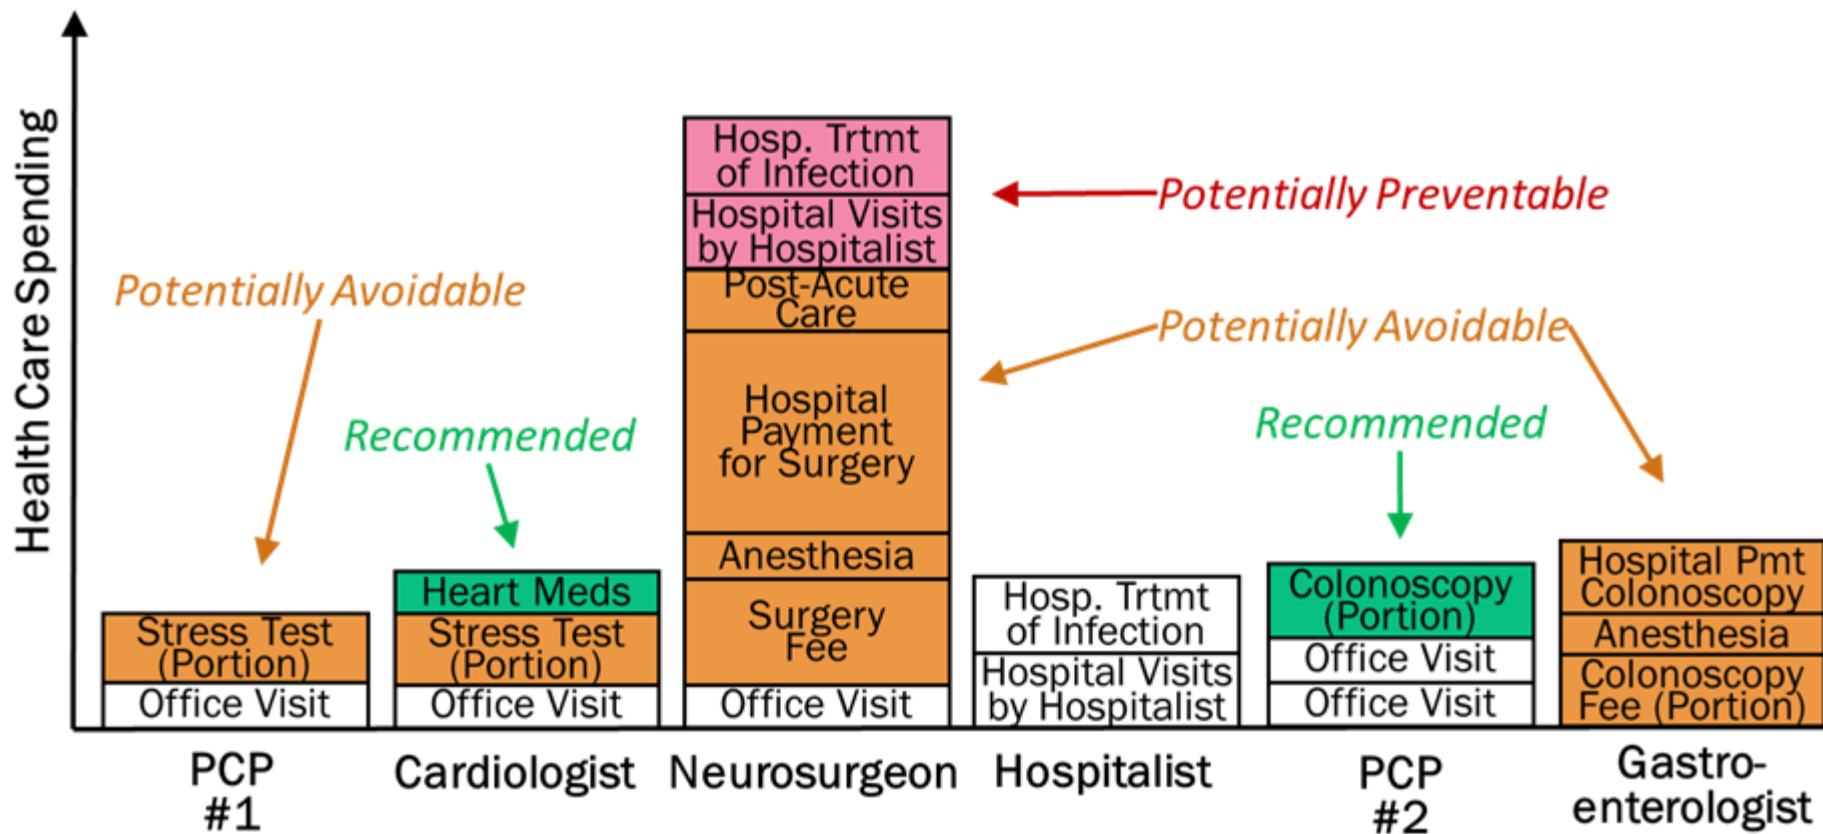 Health Care Spending
Potentially Avoidable
Recommended
Potentially Preventable
Potentially Avoidable
Recommended
Stress Test
(Portion)
Office Visit
Heart Meds
Stress Test
(Portion)
Office Visit
Hosp. Trtmt
of Infection
Hospital Visits
by Hospitalist
Post-Acute
Care
Hospital
Payment
for Surgery
Anesthesia
Surgery
Fee
Office Visit
Hosp. Trtmt
of Infection
Hospital Visits
by Hospitalist
Colonoscopy
(Portion)
Office Visit
Office Visit
Hospital Pmt
Colonoscopy
Anesthesia
Colonoscopy
Fee (Portion)
PCP
#1
Cardiologist
Neurosurgeon
Hospitalist
PCP
#2
Gastro-
enterologist